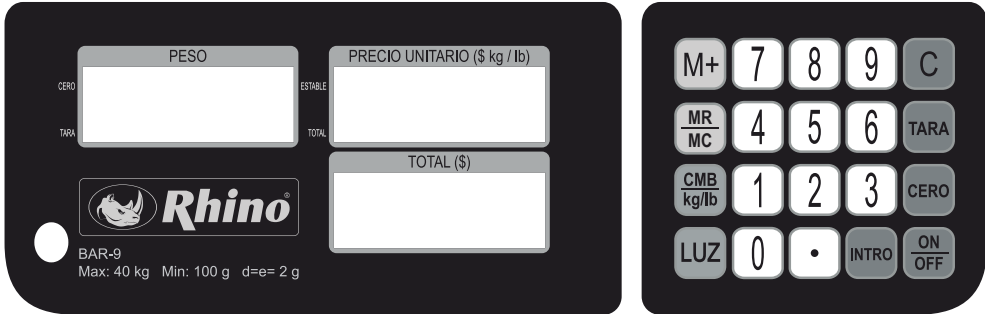 PESO
CERO
TARA
PRECIO UNITARIO ($ kg / lb)
ESTABLE
TOTAL
TOTAL ($)
Rhino®
BAR-9
Max: 40 kg Min: 100 g d=e= 2 g
M+ 7 8 9 C
MR
MC
4 5 6 TARA
CMB
kg/lb
1 2 3 CERO
LUZ 0 . INTRO
ON
OFF